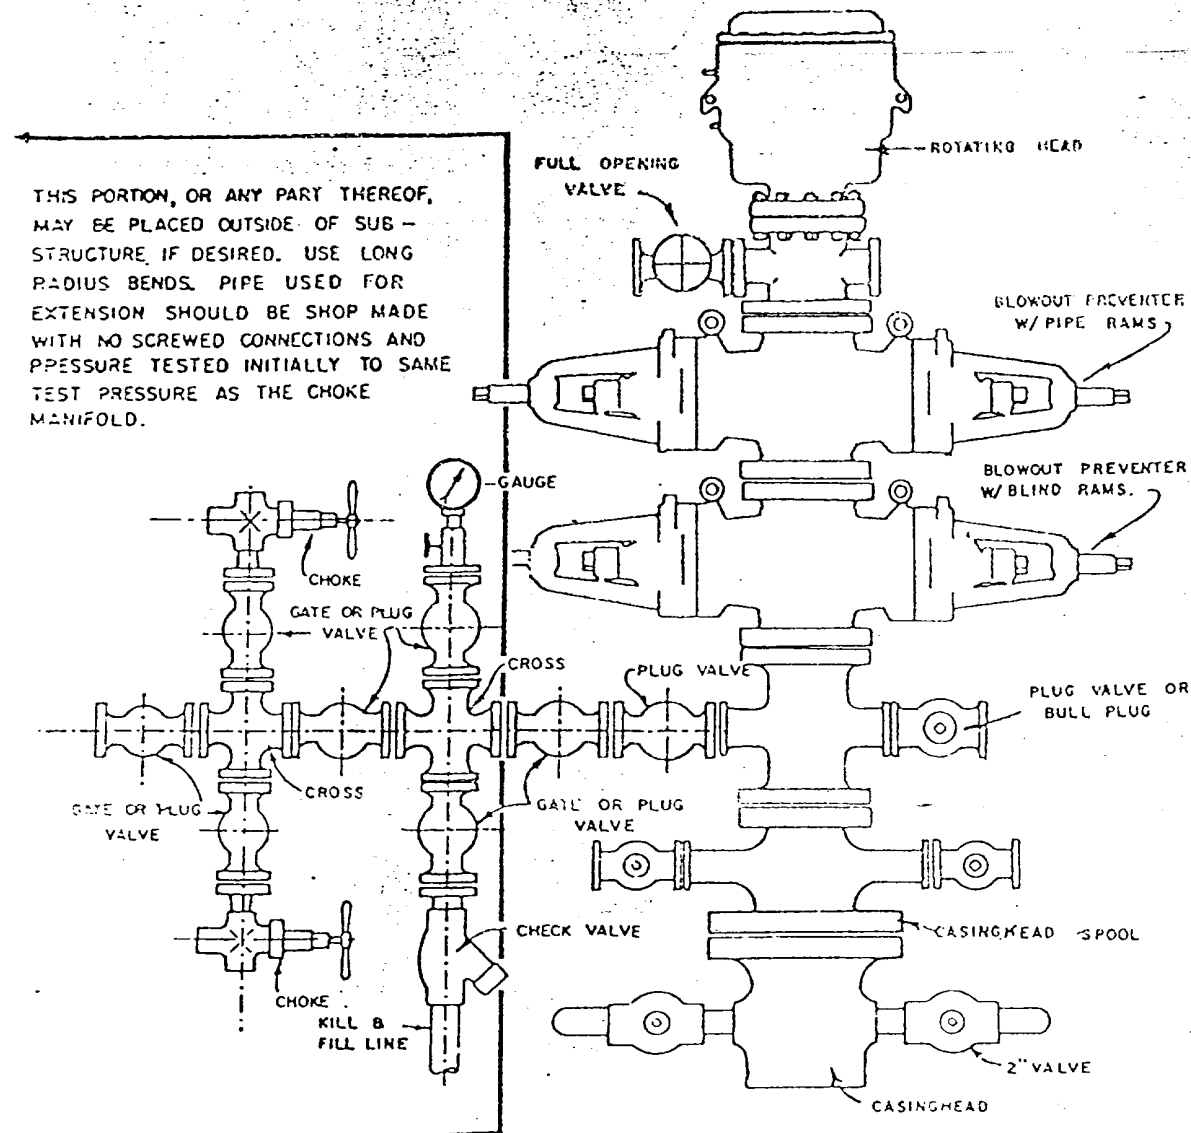 THIS PORTION, OR ANY PART THEREOF,
MAY BE PLACED OUTSIDE OF SUB-
STRUCTURE IF DESIRED. USE LONG
RADIUS BENDS. PIPE USED FOR
EXTENSION SHOULD BE SHOP MADE
WITH NO SCREWED CONNECTIONS AND
PRESSURE TESTED INITIALLY TO SAME
TEST PRESSURE AS THE CHOKE
MANIFOLD.
ROTATING HEAD
FULL OPENING
VALVE
BLOWOUT PREVENTER
W/ PIPE RAMS
BLOWOUT PREVENTER
W/ BLIND RAMS.
GAUGE
CHOKE
GATE OR PLUG
VALVE
CROSS
PLUG VALVE
PLUG VALVE OR
BULL PLUG
CROSS
GATE OR PLUG
VALVE
GATE OR PLUG
VALVE
CHECK VALVE
CASINGHEAD SPOOL
CHOKE
KILL &
FILL LINE
2" VALVE
CASINGHEAD